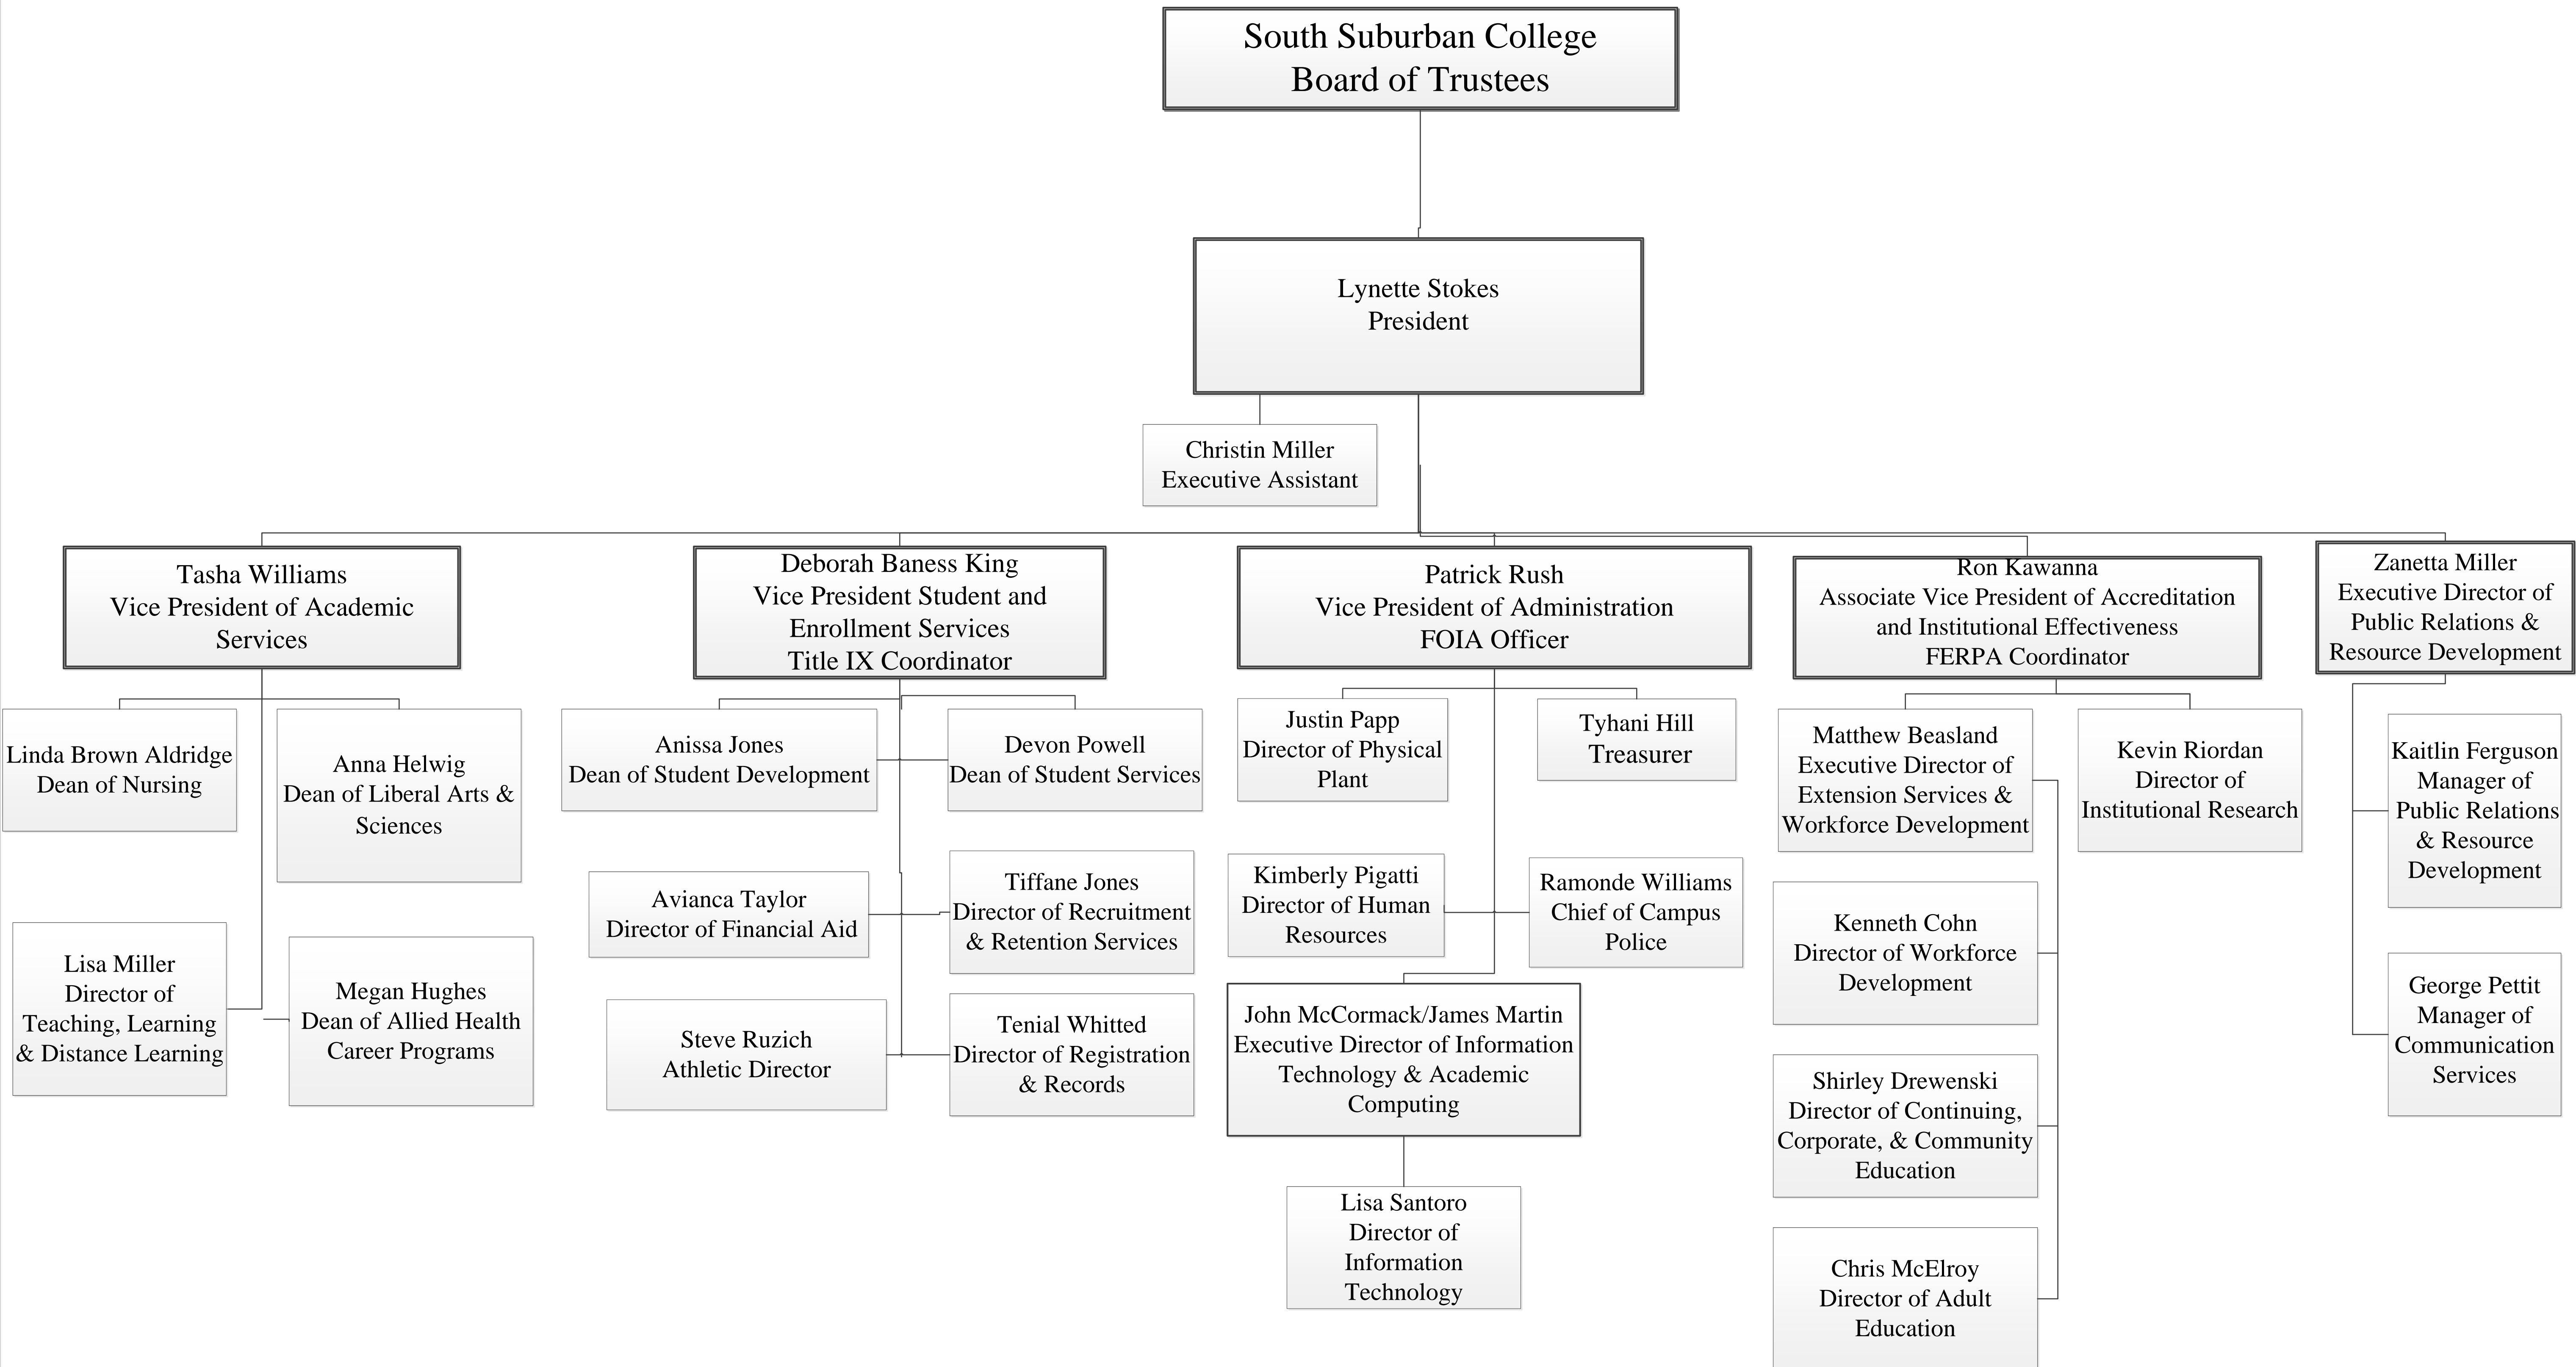 South Suburban College
Board of Trustees
Lynette Stokes
President
Christin Miller
Executive Assistant
Tasha Williams
Vice President of Academic
Services
Deborah Baness King
Vice President Student and
Enrollment Services
Title IX Coordinator
Patrick Rush
Vice President of Administration
FOIA Officer
Ron Kawanna
Associate Vice President of Accreditation
and Institutional Effectiveness
FERPA Coordinator
Zanetta Miller
Executive Director of
Public Relations &
Resource Development
Linda Brown Aldridge
Dean of Nursing
Anna Helwig
Dean of Liberal Arts &
Sciences
Lisa Miller
Director of
Teaching, Learning
& Distance Learning
Megan Hughes
Dean of Allied Health
Career Programs
Anissa Jones
Dean of Student Development
Devon Powell
Dean of Student Services
Avianca Taylor
Director of Financial Aid
Tiffane Jones
Director of Recruitment
& Retention Services
Steve Ruzich
Athletic Director
Tenial Whitted
Director of Registration
& Records
Justin Papp
Director of Physical
Plant
Tyhani Hill
Treasurer
Kimberly Pigatti
Director of Human
Resources
Ramonde Williams
Chief of Campus
Police
John McCormack/James Martin
Executive Director of Information
Technology & Academic
Computing
Lisa Santoro
Director of
Information
Technology
Matthew Beasland
Executive Director of
Extension Services &
Workforce Development
Kevin Riordan
Director of
Institutional Research
Kenneth Cohn
Director of Workforce
Development
Shirley Drewenski
Director of Continuing,
Corporate, & Community
Education
Chris McElroy
Director of Adult
Education
Kaitlin Ferguson
Manager of
Public Relations
& Resource
Development
George Pettit
Manager of
Communication
Services